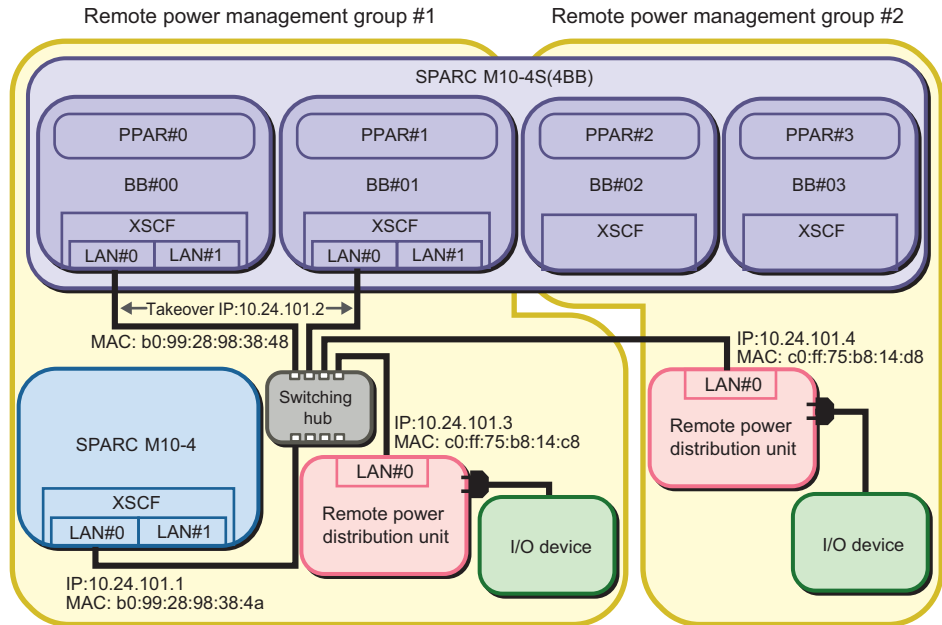 Remote power management group #1
Remote power management group #2
SPARC M10-4S(4BB)
PPAR#0
PPAR#1
PPAR#2
PPAR#3
BB#00
BB#01
BB#02
BB#03
XSCF
XSCF
XSCF
XSCF
LAN#0
LAN#1
LAN#0
LAN#1
Takeover IP:10.24.101.2
MAC: b0:99:28:98:38:48
IP:10.24.101.4
MAC: c0:ff:75:b8:14:d8
Switching
hub
LAN#0
Remote power
distribution unit
IP:10.24.101.3
MAC: c0:ff:75:b8:14:c8
SPARC M10-4
LAN#0
Remote power
distribution unit
XSCF
LAN#0
LAN#1
I/O device
I/O device
IP:10.24.101.1
MAC: b0:99:28:98:38:4a